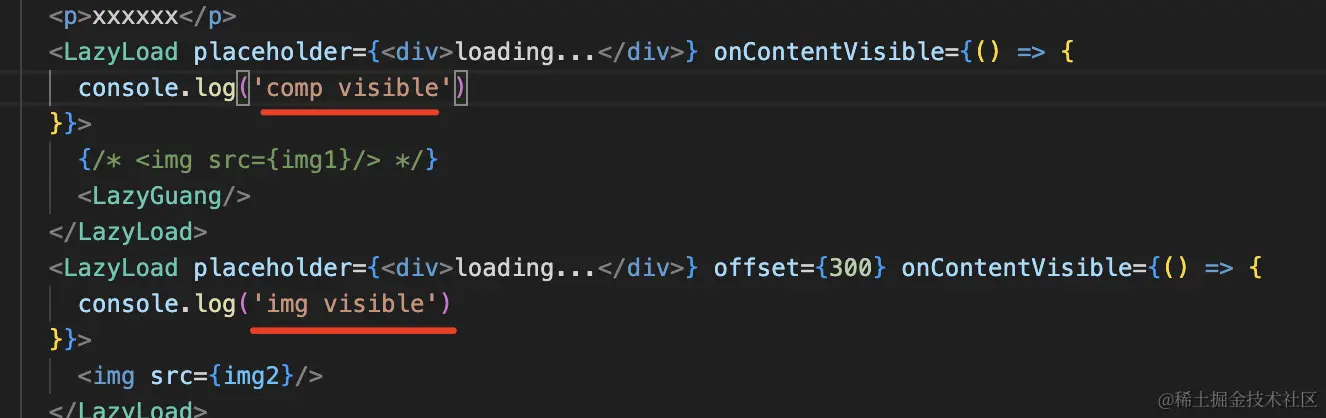 <p>xxxxxx</p>
<LazyLoad placeholder={<div>loading...</div>} onContentVisible={() => {
  console.log('comp visible')
}}>
  {/* <img src={img1}/> */}
  <LazyGuang/>
</LazyLoad>
<LazyLoad placeholder={<div>loading...</div>} offset={300} onContentVisible={() => {
  console.log('img visible')
}}>
  <img src={img2}/>
</LazyLoad>
@稀土掘金技术社区